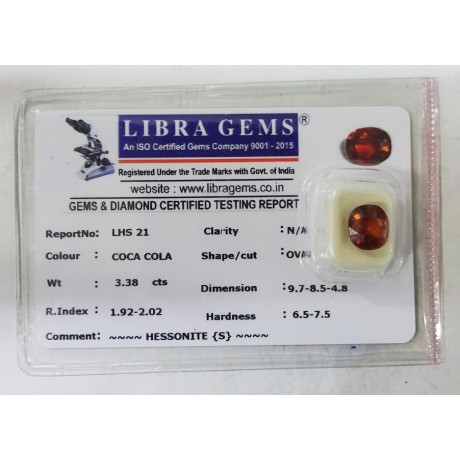 LIBRA GEMS ®
An ISO Certified Gems Company 9001 - 2015
Registered Under the Trade Marks with Govt. of India
website : www.libragems.co.in
GEMS & DIAMOND CERTIFIED TESTING REPORT
ReportNo: LHS 21 Clarity : N/A
Colour : COCA COLA Shape/cut : OVA
Wt : 3.38 cts Dimension : 9.7-8.5-4.8
R.Index : 1.92-2.02 Hardness : 6.5-7.5
Comment: ~~~~ HESSONITE {S} ~~~~